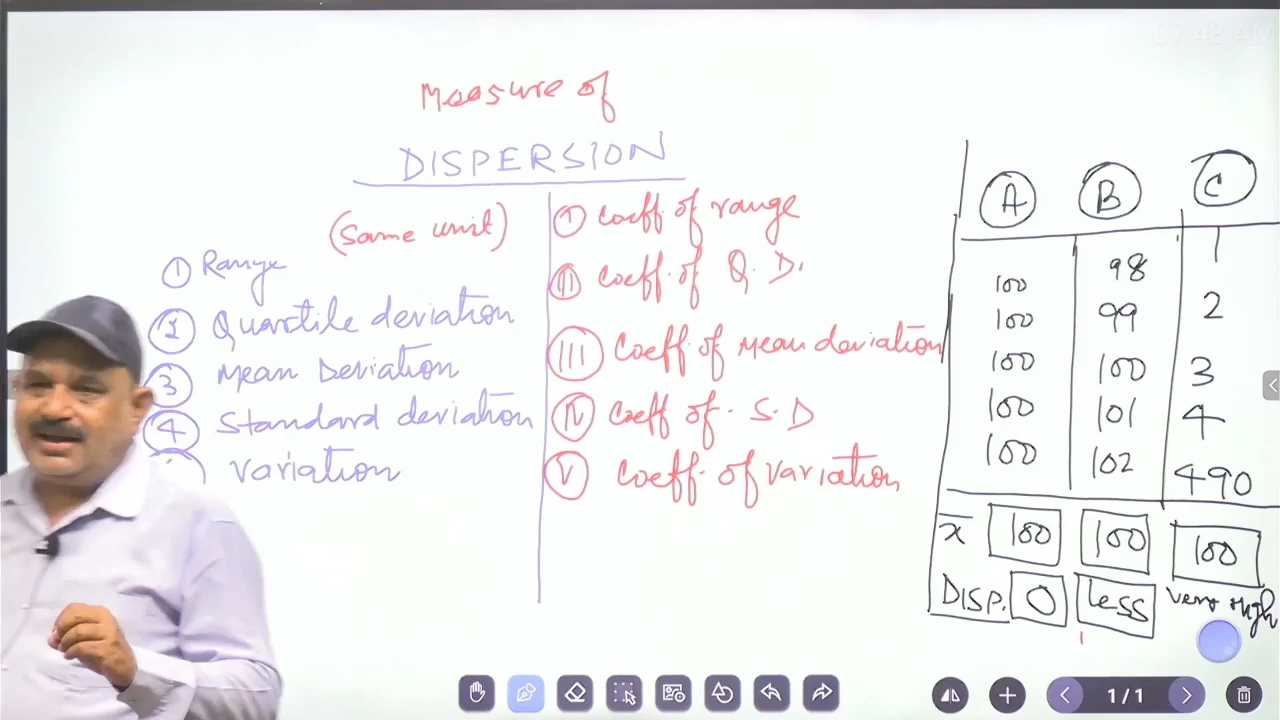 07:48 AM
Measure of
DISPERSION
(Same unit)
① Range
② Quartile deviation
③ Mean Deviation
④ Standard deviation
variation
Ⓘ Coeff. of range
Ⓘ Coeff. of Q. D.
III Coeff. of Mean deviation
IV Coeff of. S. D
V Coeff. of variation
A B C
100 98 1
100 99 2
100 100 3
100 101 4
100 102 490
x̄ 100 100 100
DISP. 0 Less very High
1/1